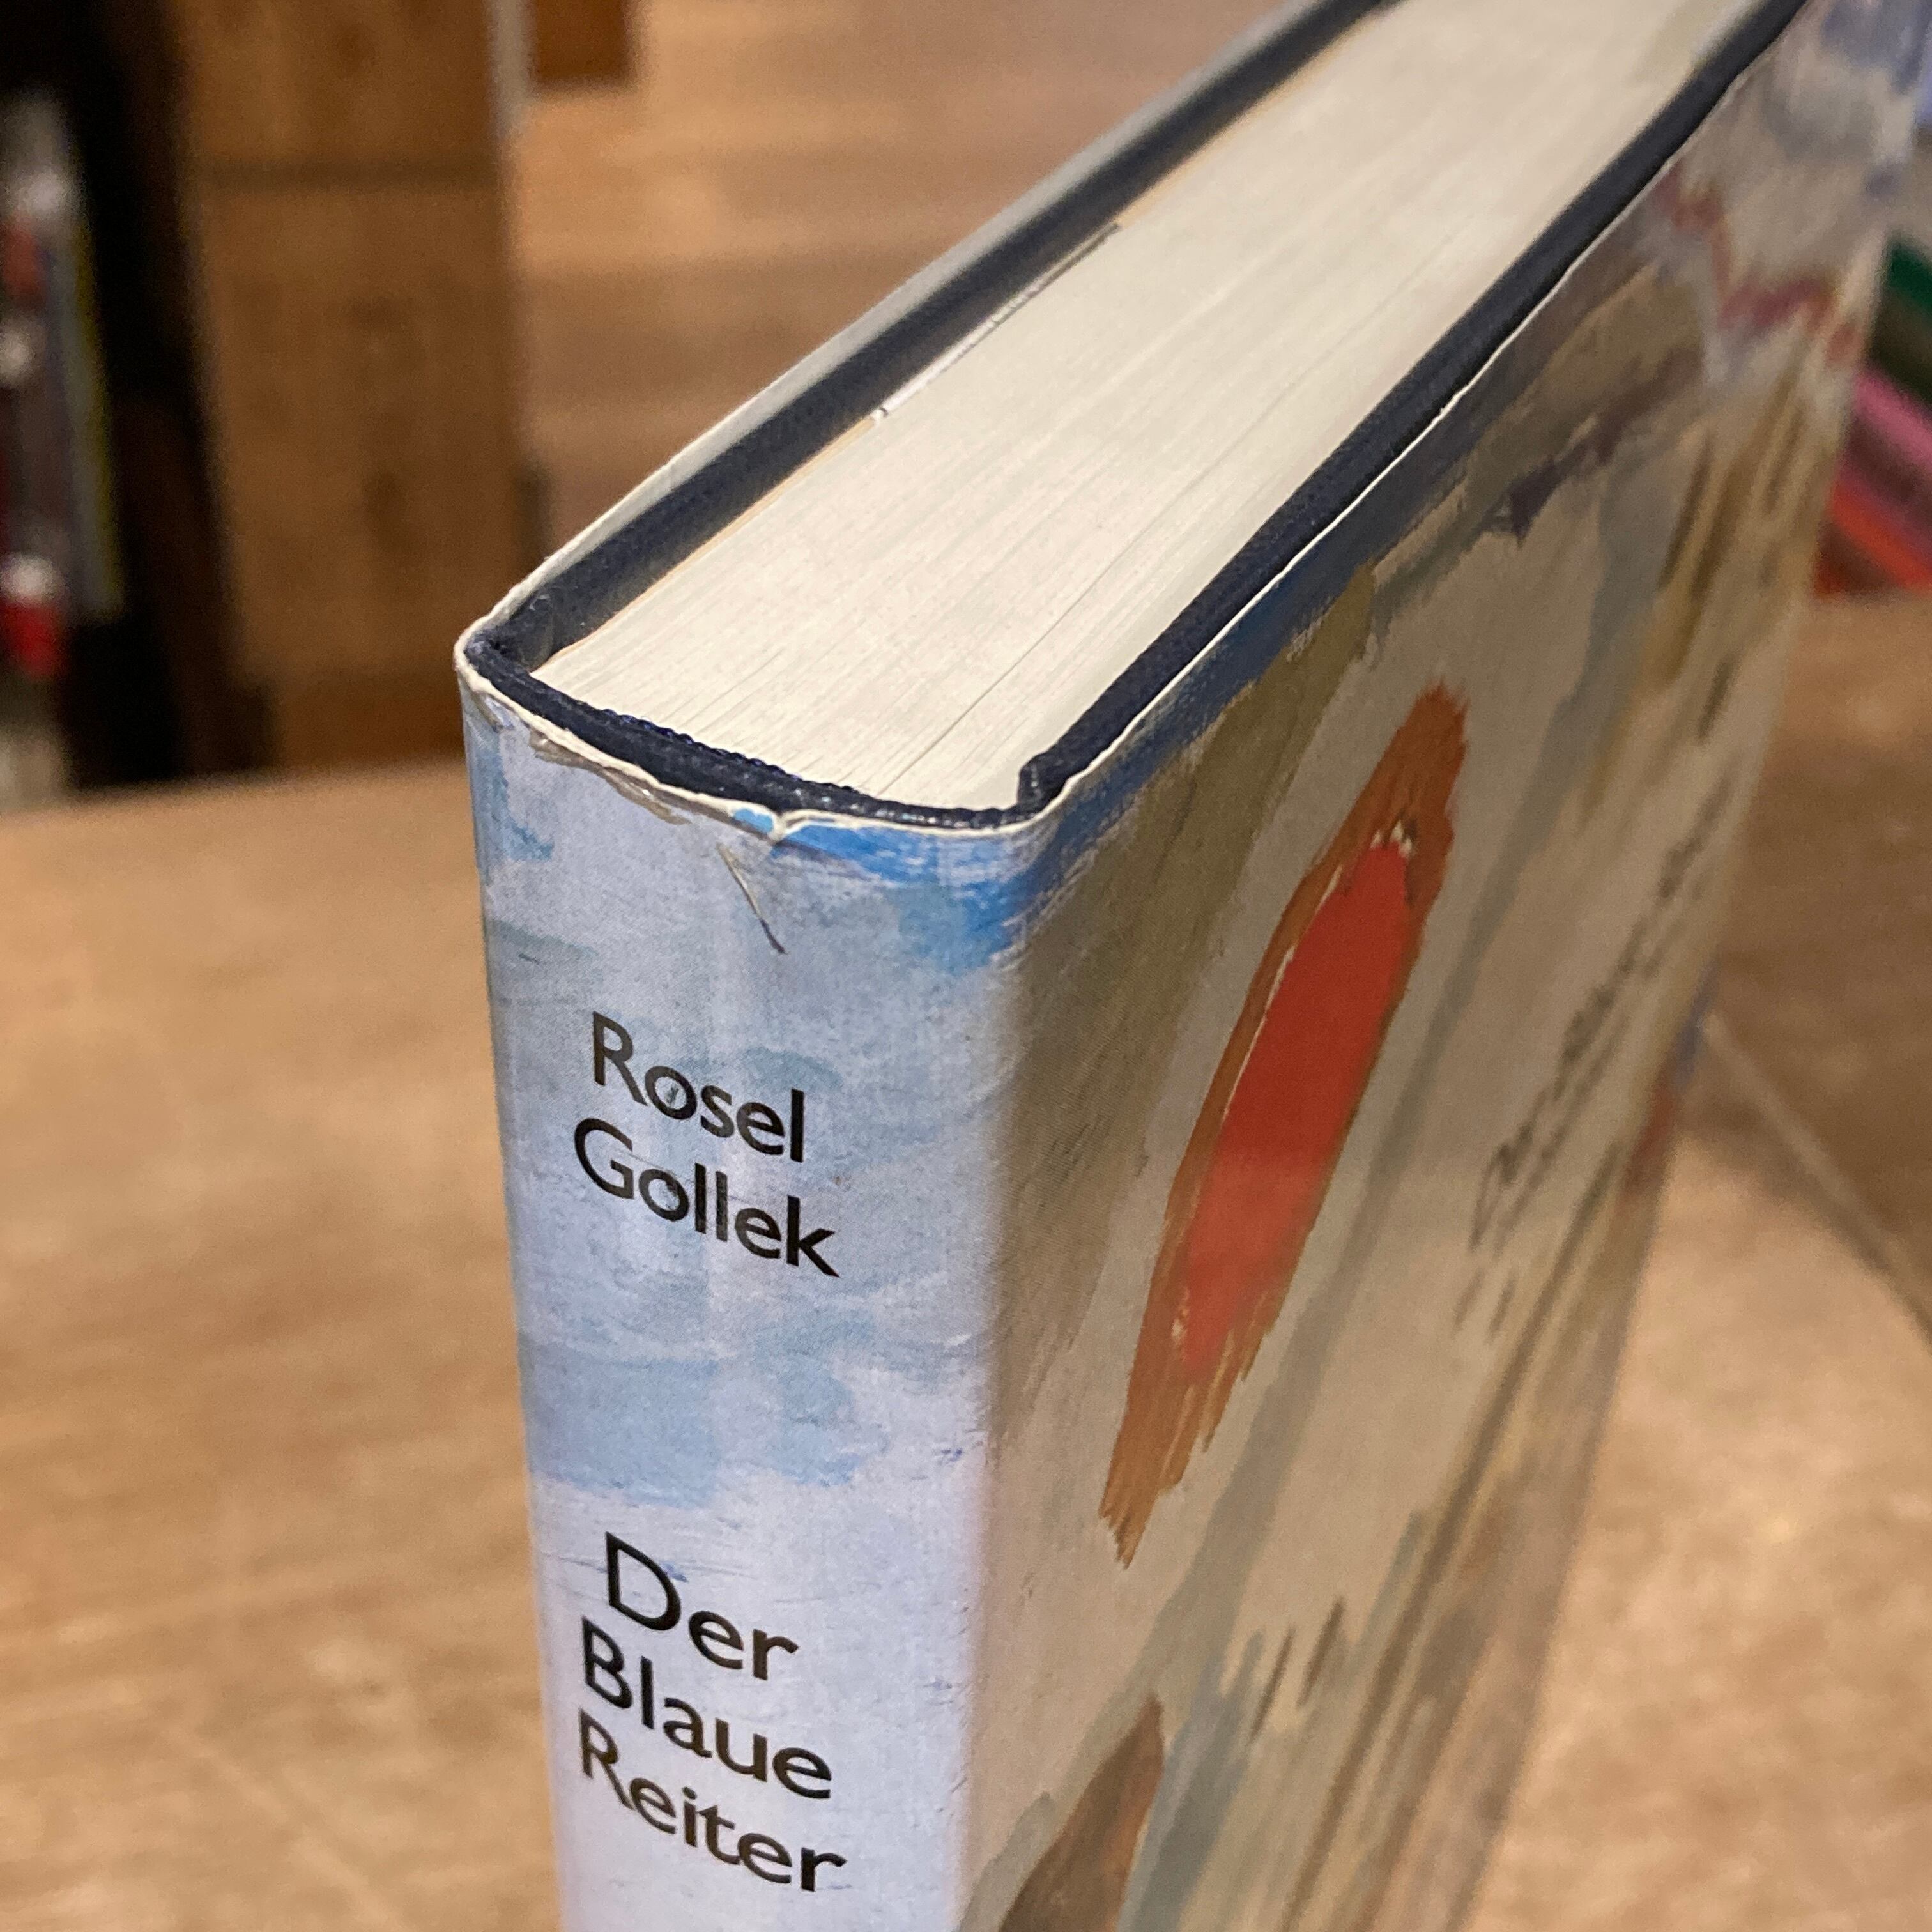 Rosel
Gollek
Der
Blaue
Reiter